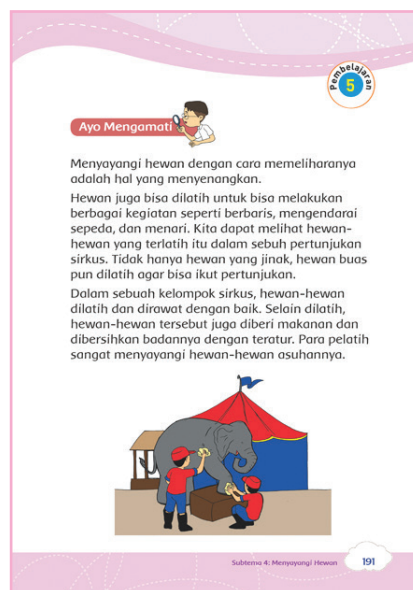 Pembelajaran
5
Ayo Mengamati
Menyayangi hewan dengan cara memeliharanya
adalah hal yang menyenangkan.
Hewan juga bisa dilatih untuk bisa melakukan
berbagai kegiatan seperti berbaris, mengendarai
sepeda, dan menari. Kita dapat melihat hewan-
hewan yang terlatih itu dalam sebuh pertunjukan
sirkus. Tidak hanya hewan yang jinak, hewan buas
pun dilatih agar bisa ikut pertunjukan.
Dalam sebuah kelompok sirkus, hewan-hewan
dilatih dan dirawat dengan baik. Selain dilatih,
hewan-hewan tersebut juga diberi makanan dan
dibersihkan badannya dengan teratur. Para pelatih
sangat menyayangi hewan-hewan asuhannya.
Subtema 4: Menyayangi Hewan 191